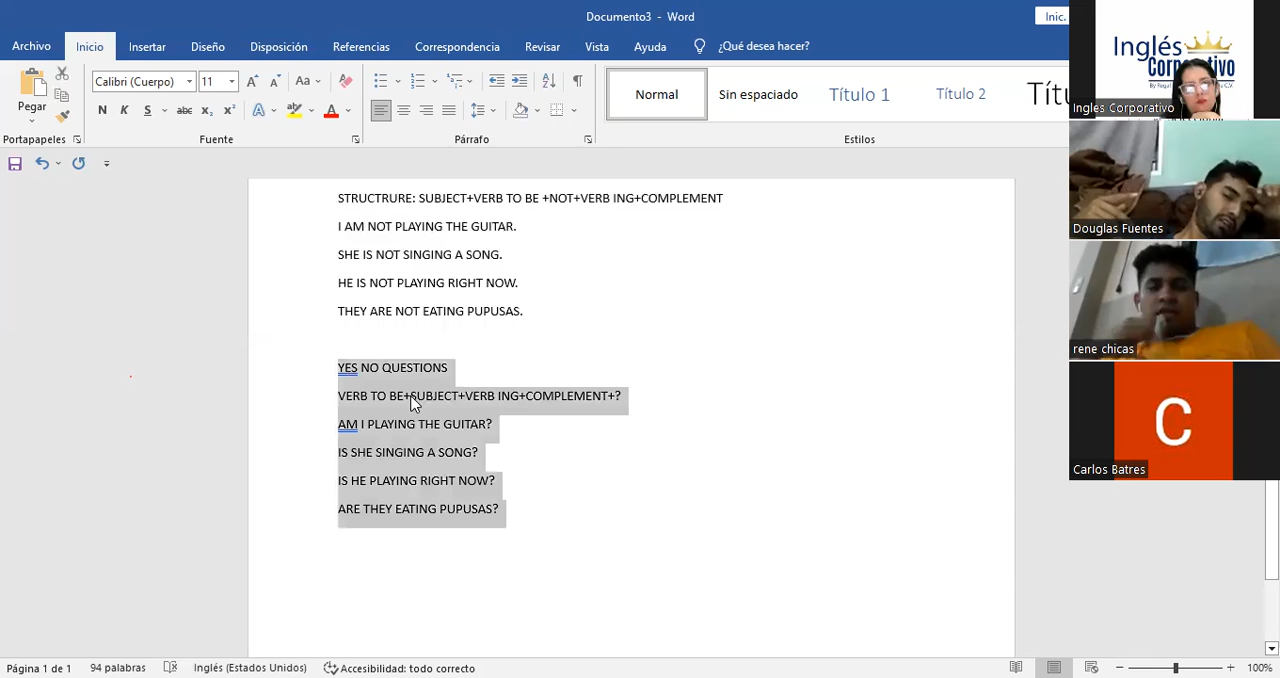 Documento3 - Word
Inic.
Archivo
Inicio
Insertar
Diseño
Disposición
Referencias
Correspondencia
Revisar
Vista
Ayuda
¿Qué desea hacer?
Pegar
Calibri (Cuerpo)
11
Aa
N K S abc x₂ x²
Normal
Sin espaciado
Título 1
Título 2
Portapapeles
Fuente
Párrafo
Estilos
STRUCTRURE: SUBJECT+VERB TO BE +NOT+VERB ING+COMPLEMENT
I AM NOT PLAYING THE GUITAR.
SHE IS NOT SINGING A SONG.
HE IS NOT PLAYING RIGHT NOW.
THEY ARE NOT EATING PUPUSAS.
YES NO QUESTIONS
VERB TO BE+SUBJECT+VERB ING+COMPLEMENT+?
AM I PLAYING THE GUITAR?
IS SHE SINGING A SONG?
IS HE PLAYING RIGHT NOW?
ARE THEY EATING PUPUSAS?
Inglés
Corporativo
Ingles Corporativo
Douglas Fuentes
rene chicas
C
Carlos Batres
Página 1 de 1
94 palabras
Inglés (Estados Unidos)
Accesibilidad: todo correcto
100%